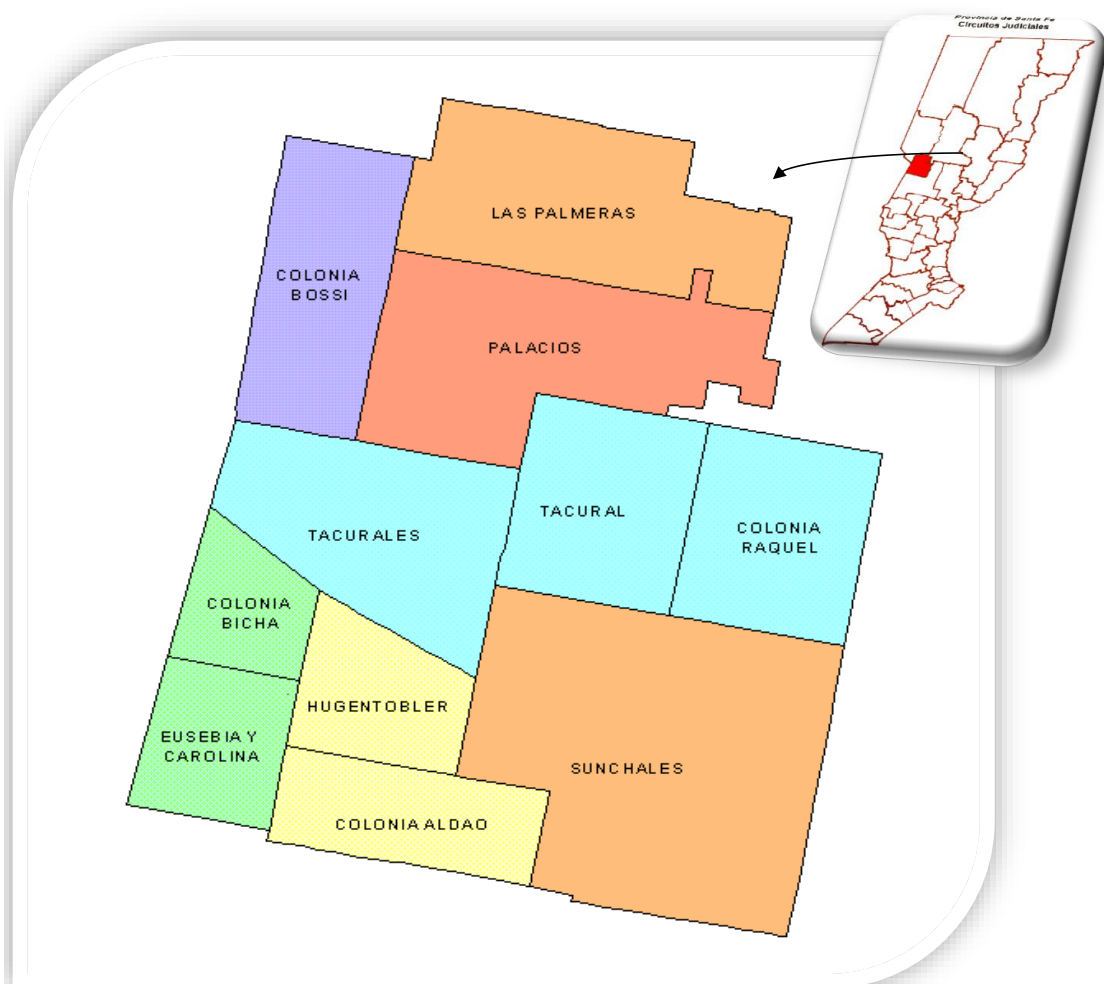 Provincia de Santa Fe
Circuitos Judiciales
LAS PALMERAS
COLONIA
BOSSI
PALACIOS
TACURAL
COLONIA
RAQUEL
TACURALES
COLONIA
BICHA
HUGENTOBLER
EUSEBIA Y
CAROLINA
SUNCHALES
COLONIA ALDAO